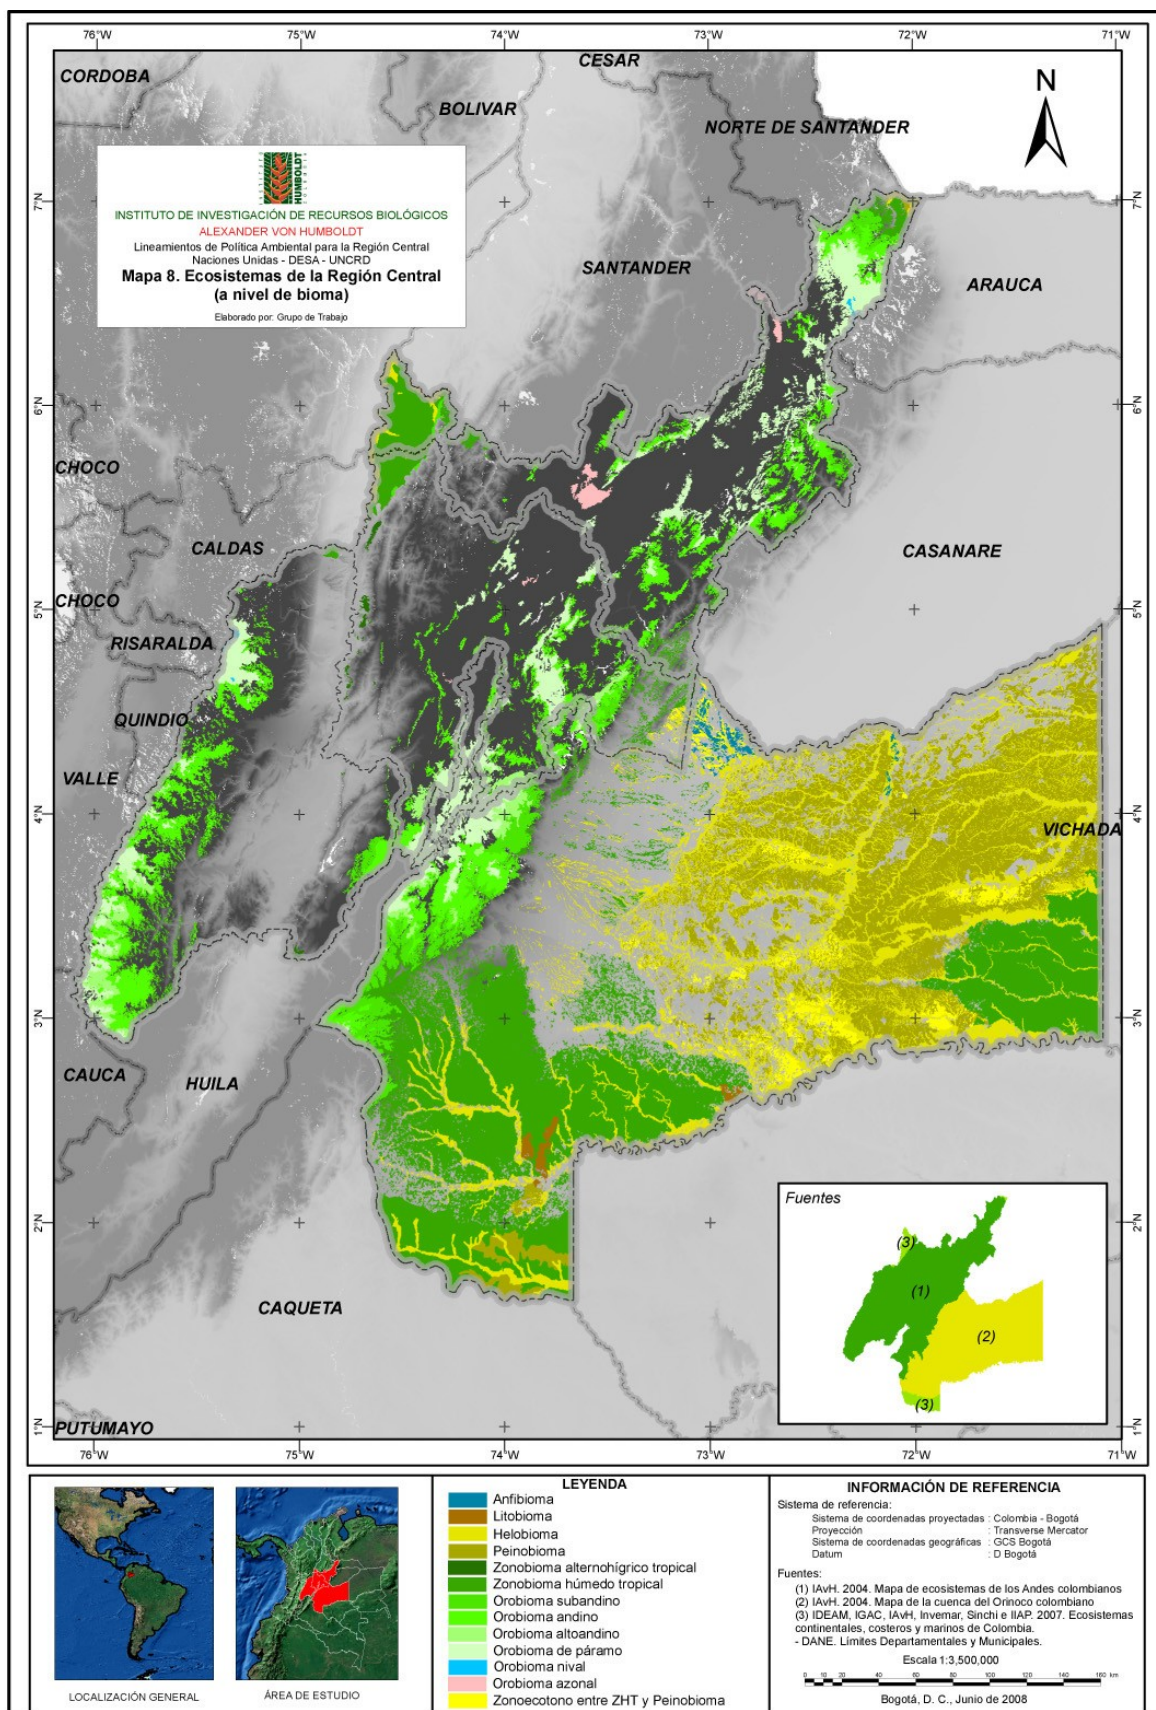 76°W 75°W 74°W 73°W 72°W 71°W
CORDOBA
CESAR
BOLIVAR
NORTE DE SANTANDER
N
HUMBOLDT
INSTITUTO DE INVESTIGACIÓN DE RECURSOS BIOLÓGICOS
ALEXANDER VON HUMBOLDT
Lineamientos de Política Ambiental para la Región Central
Naciones Unidas - DESA - UNCRD
Mapa 8. Ecosistemas de la Región Central
(a nivel de bioma)
Elaborado por: Grupo de Trabajo
7°N 7°N
SANTANDER
ARAUCA
6°N 6°N
CHOCO
CALDAS
CASANARE
CHOCO
5°N 5°N
RISARALDA
QUINDIO
VALLE
4°N 4°N
VICHADA
3°N 3°N
CAUCA
HUILA
2°N 2°N
CAQUETA
Fuentes
(3)
(1)
(2)
(3)
PUTUMAYO
1°N 1°N
76°W 75°W 74°W 73°W 72°W 71°W
LOCALIZACIÓN GENERAL
ÁREA DE ESTUDIO
LEYENDA
Anfibioma
Litobioma
Helobioma
Peinobioma
Zonobioma alternohígrico tropical
Zonobioma húmedo tropical
Orobioma subandino
Orobioma andino
Orobioma altoandino
Orobioma de páramo
Orobioma nival
Orobioma azonal
Zonoecotono entre ZHT y Peinobioma
INFORMACIÓN DE REFERENCIA
Sistema de referencia:
Sistema de coordenadas proyectadas : Colombia - Bogotá
Proyección : Transverse Mercator
Sistema de coordenadas geográficas : GCS Bogotá
Datum : D Bogotá
Fuentes:
(1) IAvH. 2004. Mapa de ecosistemas de los Andes colombianos
(2) IAvH. 2004. Mapa de la cuenca del Orinoco colombiano
(3) IDEAM, IGAC, IAvH, Invemar, Sinchi e IIAP. 2007. Ecosistemas
continentales, costeros y marinos de Colombia.
- DANE. Límites Departamentales y Municipales.
Escala 1:3,500,000
0 10 20 40 60 80 100 120 140 160 km
Bogotá, D. C., Junio de 2008